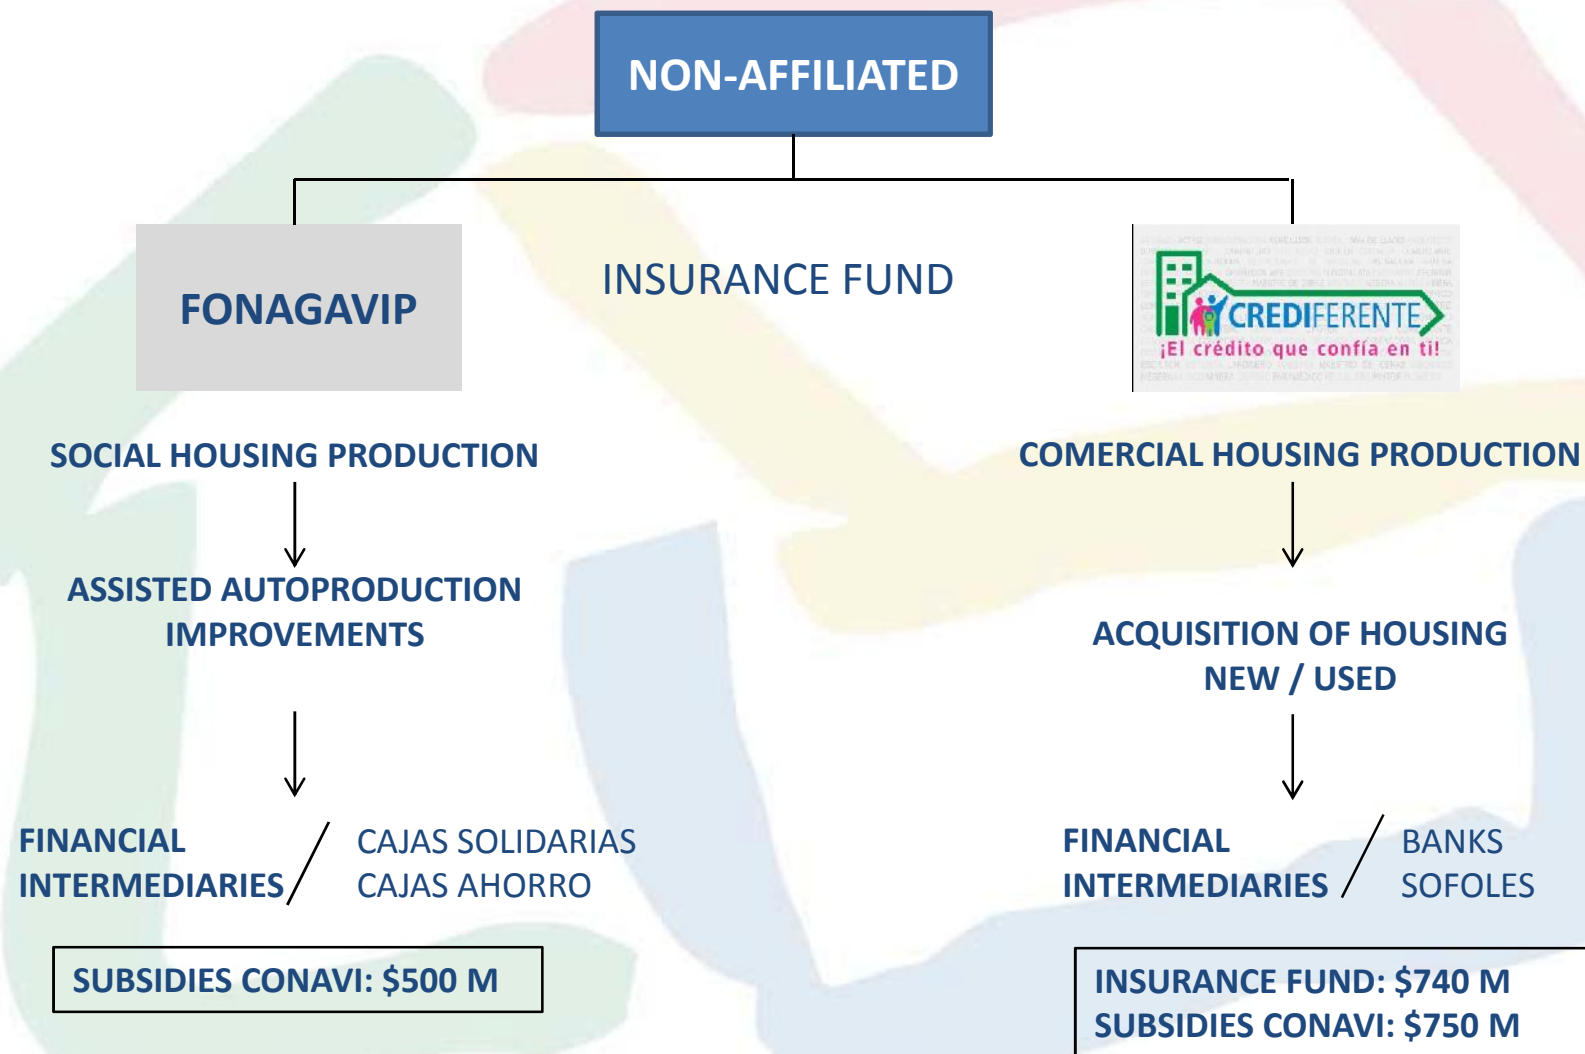 NON-AFFILIATED
FONAGAVIP
INSURANCE FUND
CREDIFERENTE
¡El crédito que confía en ti!
SOCIAL HOUSING PRODUCTION
ASSISTED AUTOPRODUCTION
IMPROVEMENTS
FINANCIAL
INTERMEDIARIES
CAJAS SOLIDARIAS
CAJAS AHORRO
SUBSIDIES CONAVI: $500 M
COMERCIAL HOUSING PRODUCTION
ACQUISITION OF HOUSING
NEW / USED
FINANCIAL
INTERMEDIARIES
BANKS
SOFOLES
INSURANCE FUND: $740 M
SUBSIDIES CONAVI: $750 M